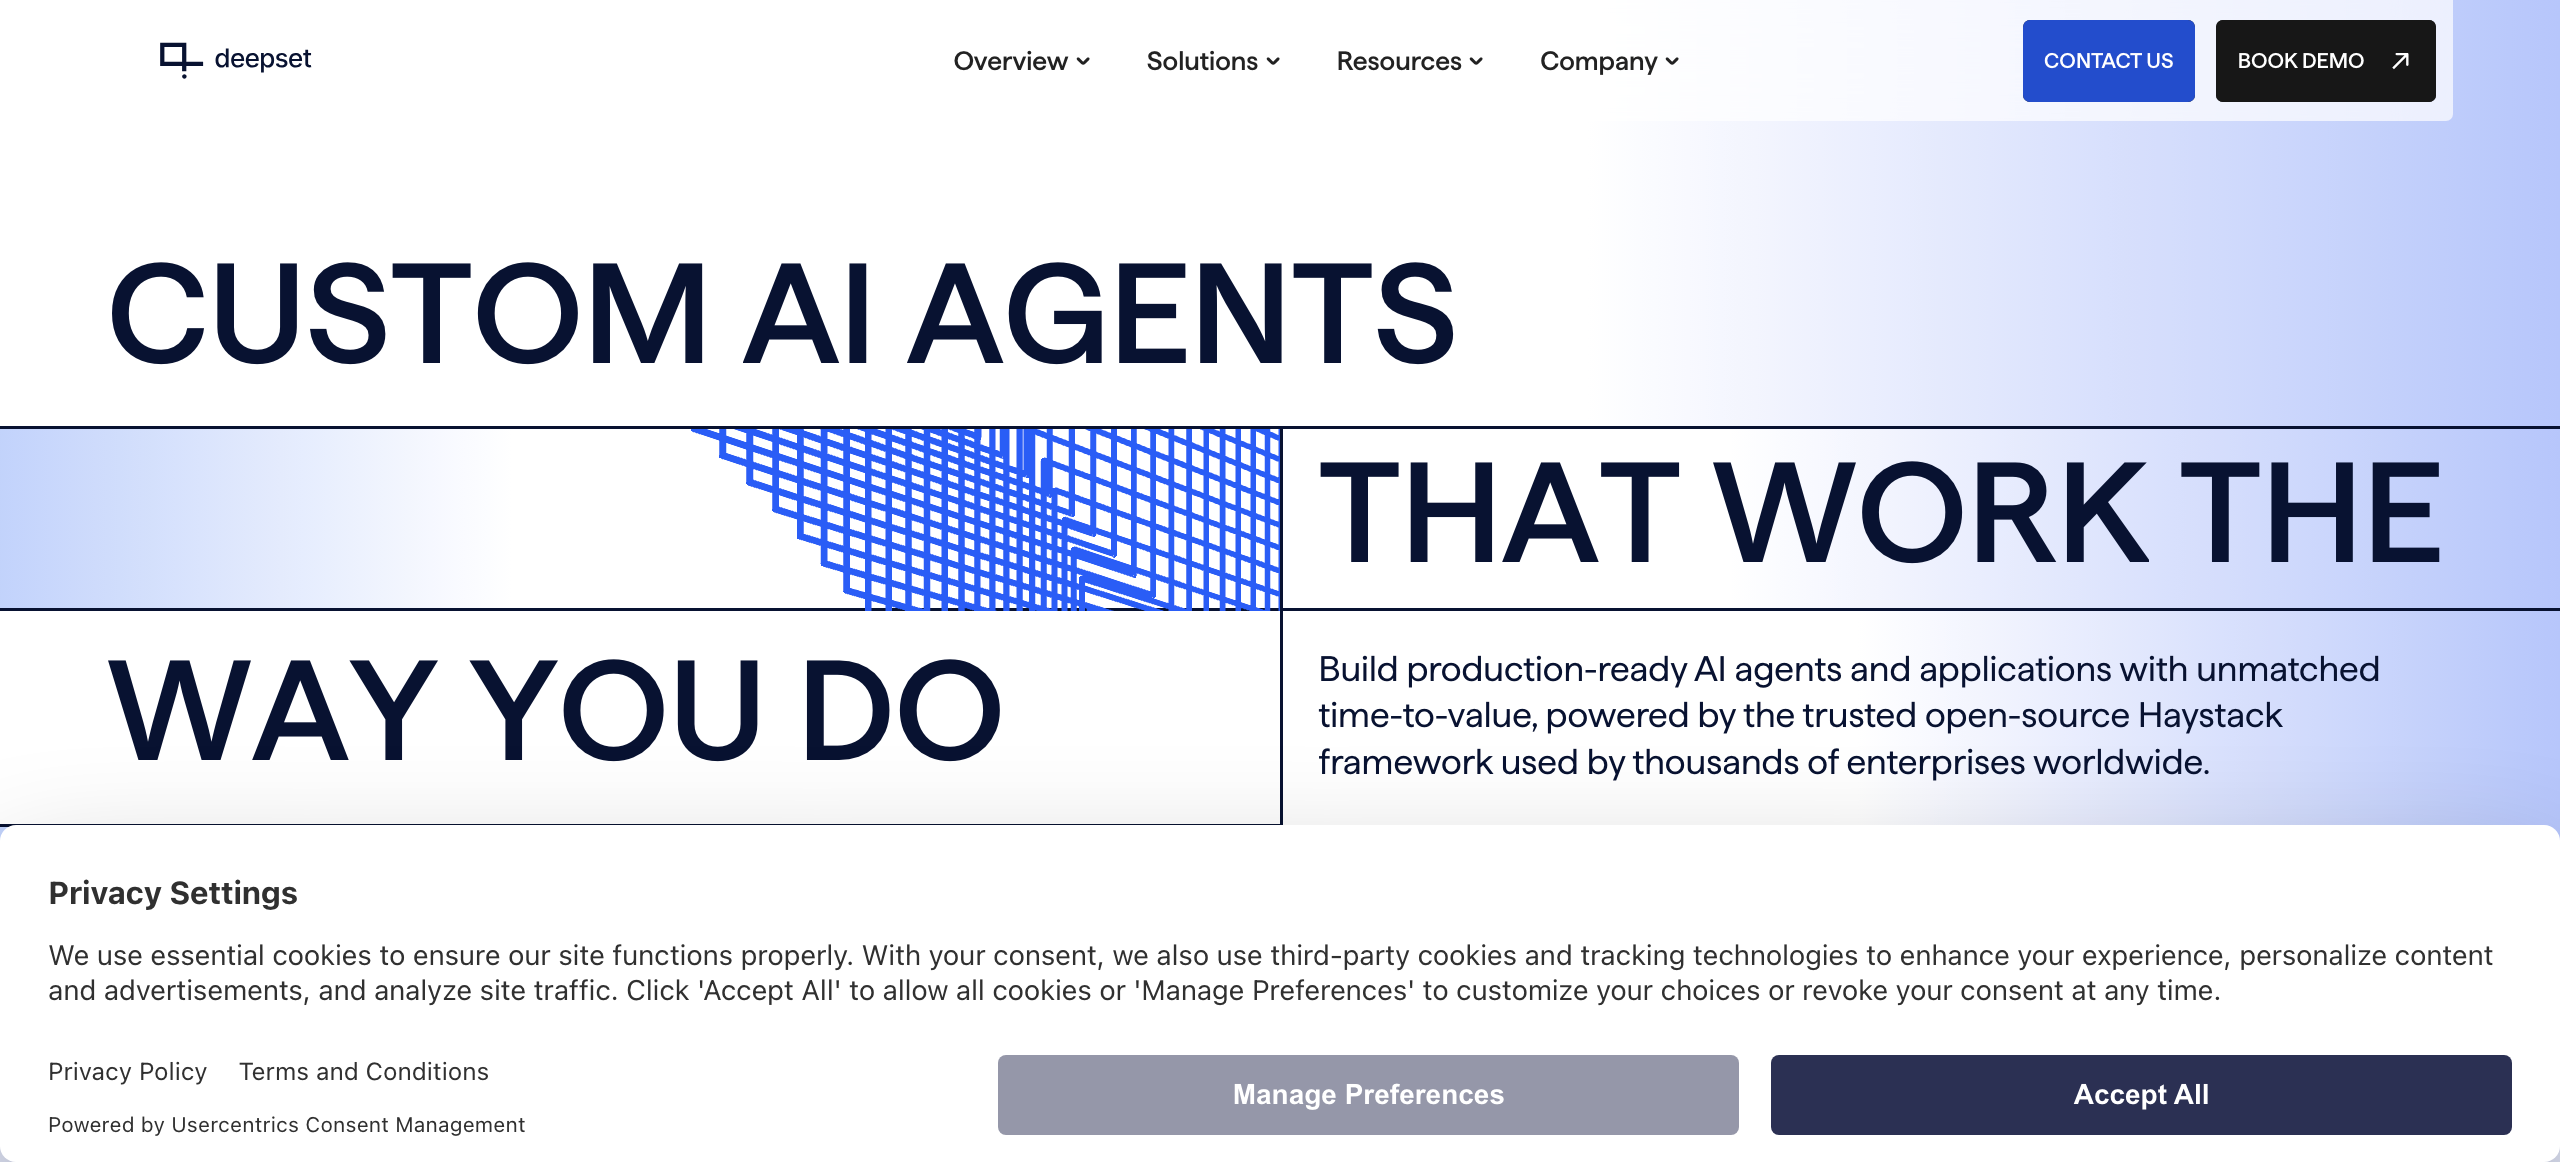 deepset
Overview
Solutions
Resources
Company
CONTACT US
BOOK DEMO
CUSTOM AI AGENTS
THAT WORK THE
WAY YOU DO
Build production-ready AI agents and applications with unmatched
time-to-value, powered by the trusted open-source Haystack
framework used by thousands of enterprises worldwide.
Privacy Settings
We use essential cookies to ensure our site functions properly. With your consent, we also use third-party cookies and tracking technologies to enhance your experience, personalize content
and advertisements, and analyze site traffic. Click 'Accept All' to allow all cookies or 'Manage Preferences' to customize your choices or revoke your consent at any time.
Privacy Policy
Terms and Conditions
Powered by Usercentrics Consent Management
Manage Preferences
Accept All